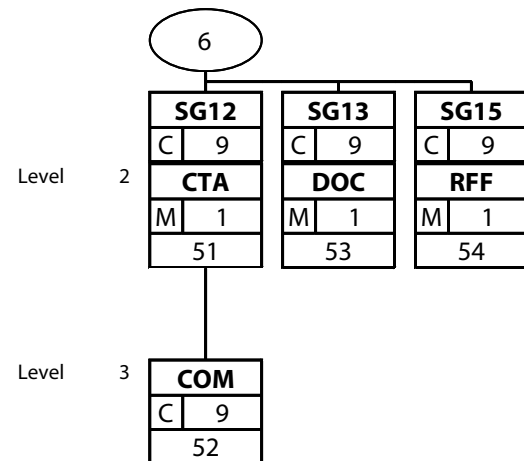 6
SG12 SG13 SG15
C 9 C 9 C 9
Level 2 CTA DOC RFF
M 1 M 1 M 1
51 53 54
Level 3 COM
C 9
52